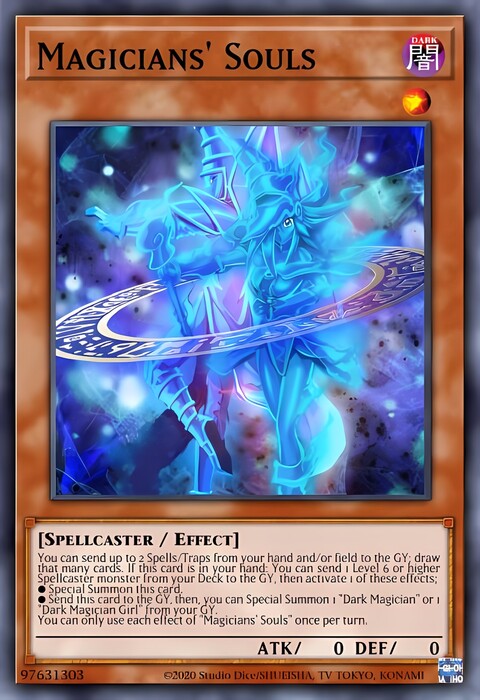 Magicians' Souls
DARK
闇
[Spellcaster / Effect]
You can send up to 2 Spells/Traps from your hand and/or field to the GY; draw
that many cards. If this card is in your hand: You can send 1 Level 6 or higher
Spellcaster monster from your Deck to the GY, then activate 1 of these effects;
● Special Summon this card.
● Send this card to the GY, then, you can Special Summon 1 "Dark Magician" or 1
"Dark Magician Girl" from your GY.
You can only use each effect of "Magicians' Souls" once per turn.
ATK/ 0 DEF/ 0
97631303 ©2020 Studio Dice/SHUEISHA, TV TOKYO, KONAMI